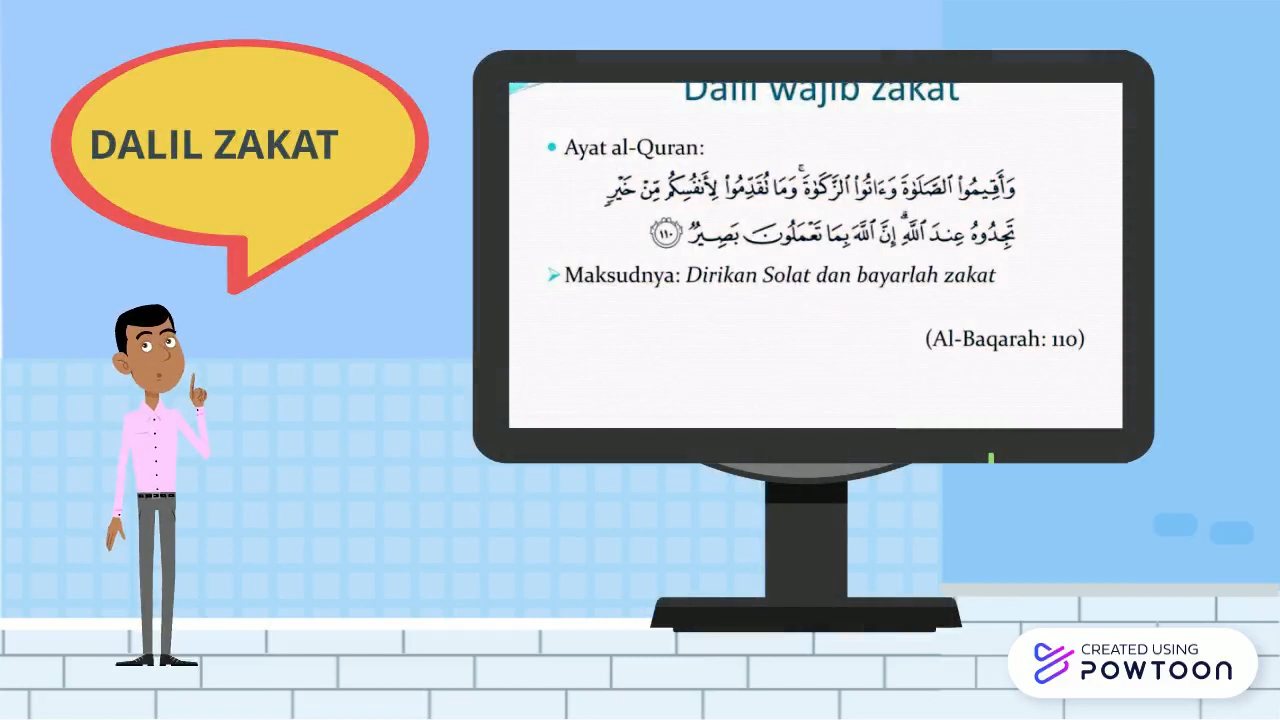 DALIL ZAKAT
Dalil wajib zakat
Ayat al-Quran:
وَأَقِيمُوا۟ ٱلصَّلَوٰةَ وَءَاتُوا۟ ٱلزَّكَوٰةَ ۚ وَمَا نُقَدِّمُوا۟ لِأَنفُسِكُم مِّنْ خَيْرٍ
تَجِدُوهُ عِندَ ٱللَّهِ ۗ إِنَّ ٱللَّهَ بِمَا تَعْمَلُونَ بَصِيرٌ ١١٠
Maksudnya: Dirikan Solat dan bayarlah zakat
(Al-Baqarah: 110)
CREATED USING
POWTOON